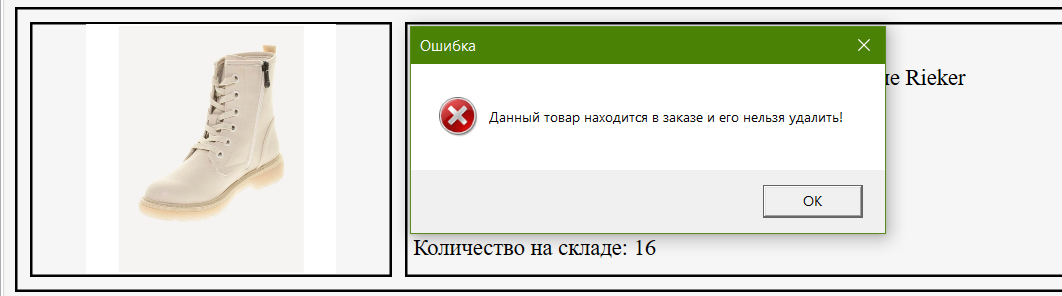 Ошибка
Rieker
Данный товар находится в заказе и его нельзя удалить!
OK
Количество на складе: 16